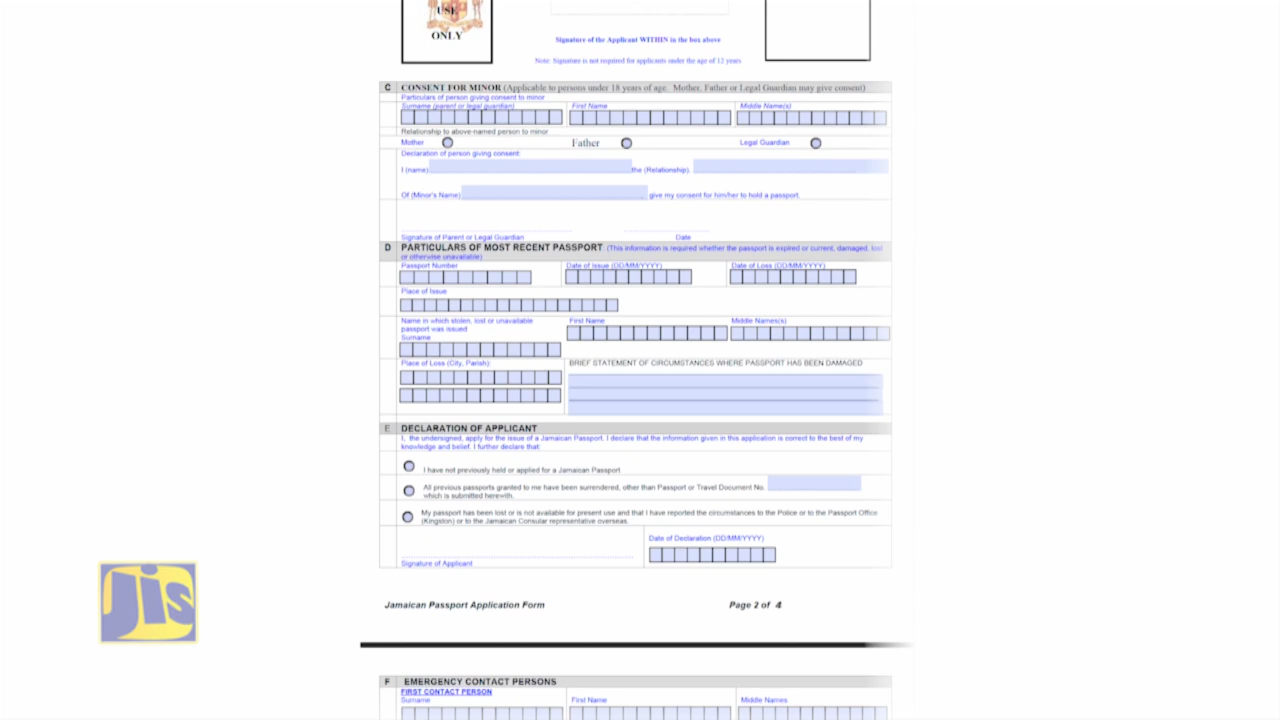 USE
ONLY
Signature of the Applicant WITHIN in the box above
Note: Signature is not required for applicants under the age of 12 years
C CONSENT FOR MINOR (Applicable to persons under 18 years of age. Mother, Father or Legal Guardian may give consent)
Particulars of person giving consent to minor
Surname (parent or legal guardian) First Name Middle Name(s)
Relationship to above-named person to minor
Mother Father Legal Guardian
Declaration of person giving consent:
I (name) the (Relationship).
Of (Minor's Name) give my consent for him/her to hold a passport.
Signature of Parent or Legal Guardian Date
D PARTICULARS OF MOST RECENT PASSPORT (This information is required whether the passport is expired or current, damaged, lost
or otherwise unavailable)
Passport Number Date of Issue (DD/MM/YYYY) Date of Loss (DD/MM/YYYY)
Place of Issue
Name in which stolen, lost or unavailable First Name Middle Names(s)
passport was issued
Surname
Place of Loss (City, Parish): BRIEF STATEMENT OF CIRCUMSTANCES WHERE PASSPORT HAS BEEN DAMAGED
E DECLARATION OF APPLICANT
I, the undersigned, apply for the issue of a Jamaican Passport. I declare that the information given in this application is correct to the best of my
knowledge and belief. I further declare that:
I have not previously held or applied for a Jamaican Passport
All previous passports granted to me have been surrendered, other than Passport or Travel Document No.
which is submitted herewith.
My passport has been lost or is not available for present use and that I have reported the circumstances to the Police or to the Passport Office
(Kingston) or to the Jamaican Consular representative overseas.
Date of Declaration (DD/MM/YYYY)
Signature of Applicant
Jis
Jamaican Passport Application Form Page 2 of 4
F EMERGENCY CONTACT PERSONS
FIRST CONTACT PERSON
Surname First Name Middle Names